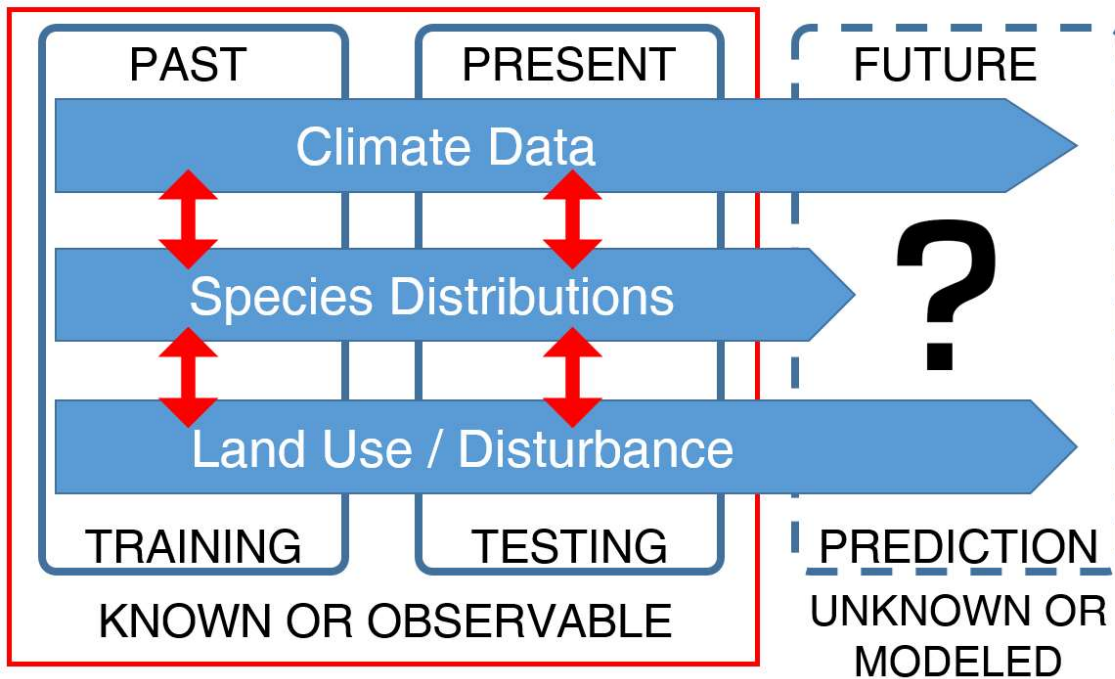 PAST PRESENT FUTURE
Climate Data
Species Distributions
?
Land Use / Disturbance
TRAINING TESTING PREDICTION
KNOWN OR OBSERVABLE
UNKNOWN OR
MODELED